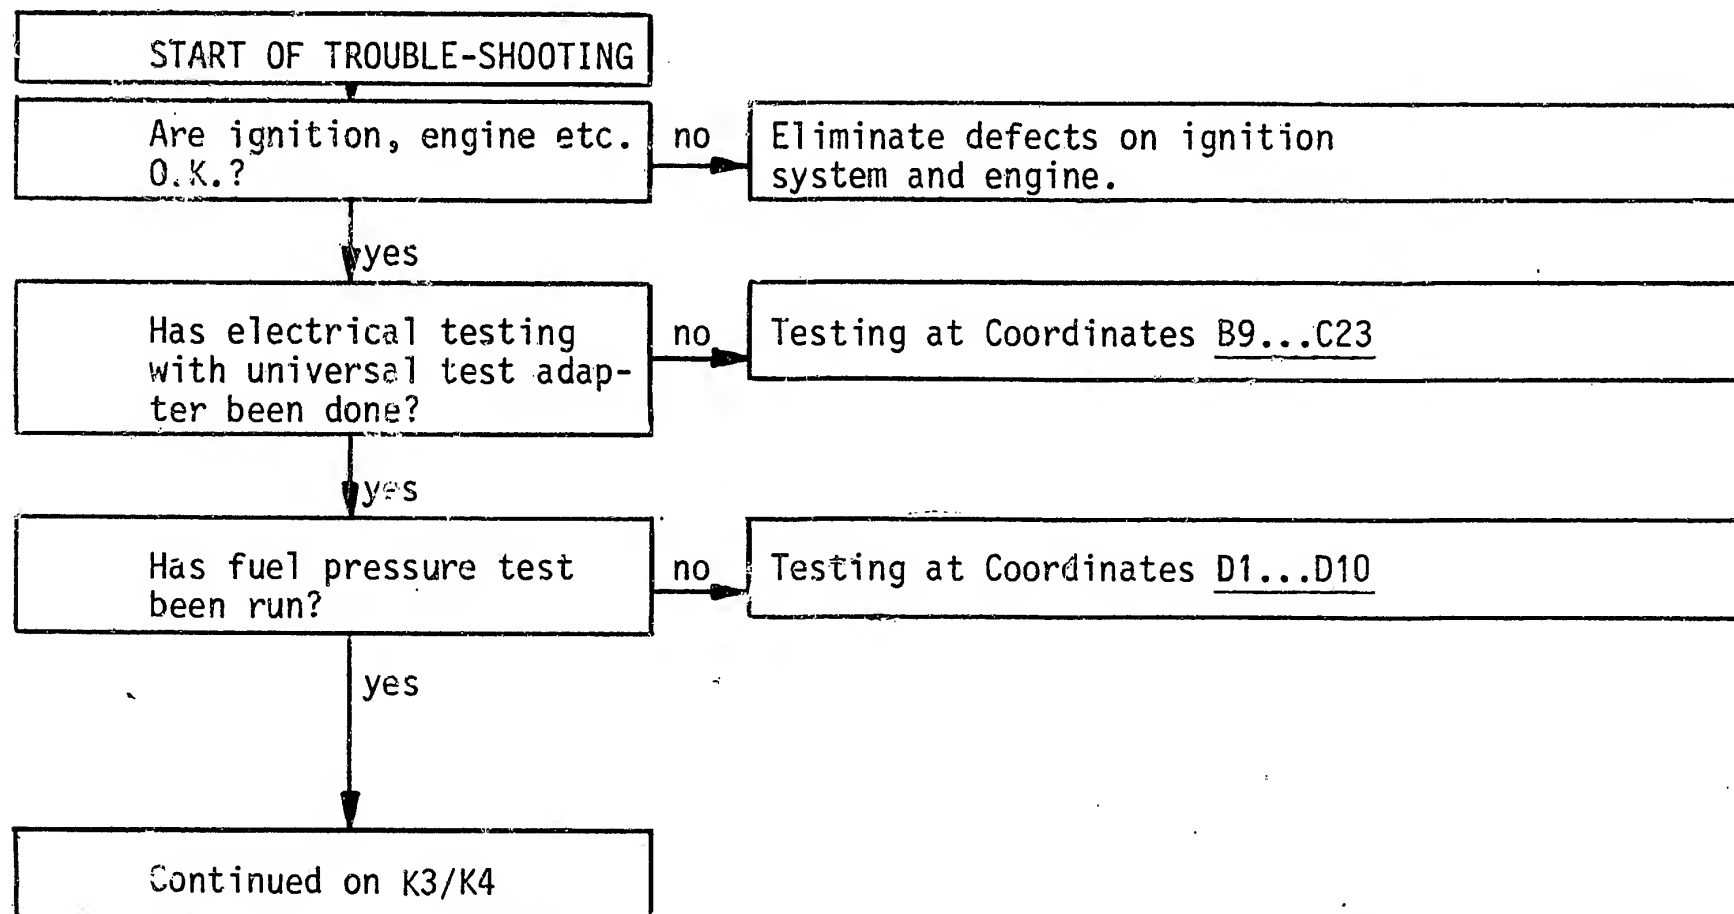 START OF TROUBLE-SHOOTING
Are ignition, engine etc.
O.K.?
no
Eliminate defects on ignition
system and engine.
yes
Has electrical testing
with universal test adap-
ter been done?
no
Testing at Coordinates B9...C23
yes
Has fuel pressure test
been run?
no
Testing at Coordinates D1...D10
yes
Continued on K3/K4